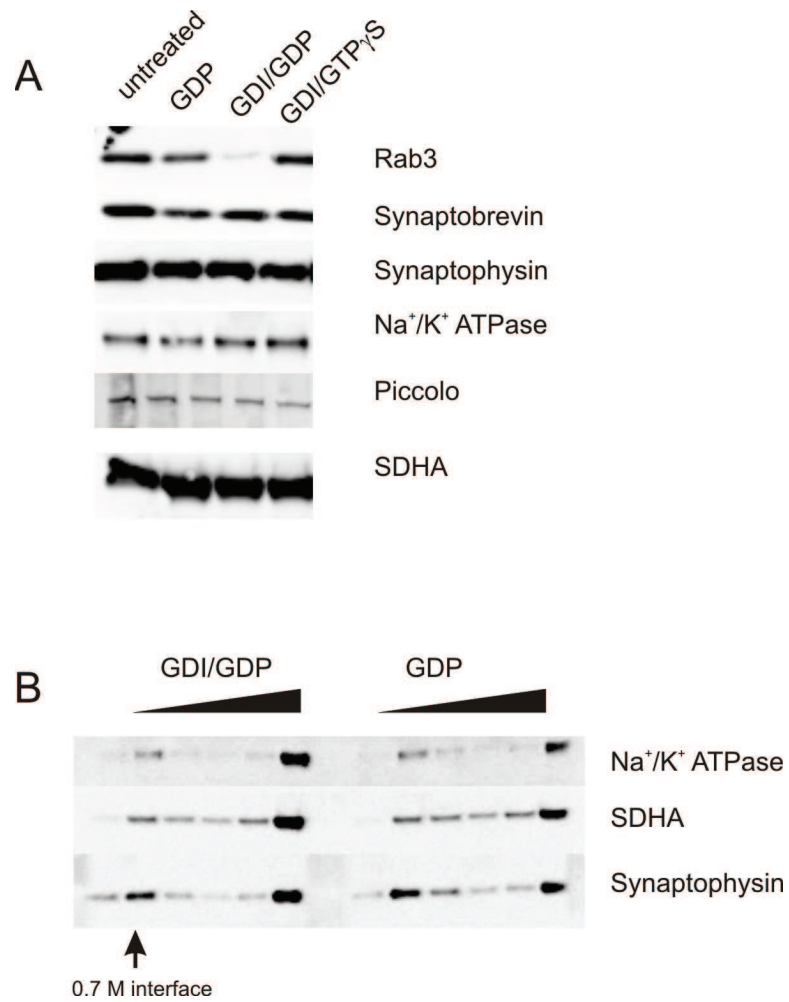 A
untreated
GDP
GDI/GDP
GDI/GTPγS
Rab3
Synaptobrevin
Synaptophysin
Na⁺/K⁺ ATPase
Piccolo
SDHA
B
GDI/GDP
GDP
Na⁺/K⁺ ATPase
SDHA
Synaptophysin
0.7 M interface